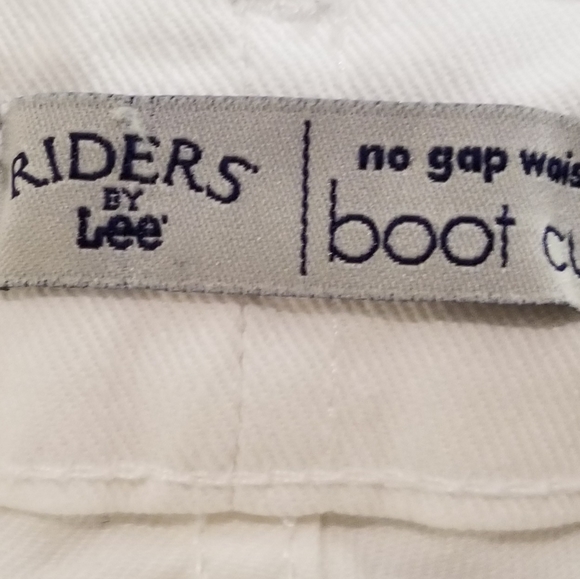 RIDERS
BY
Lee
no gap wais
boot cu